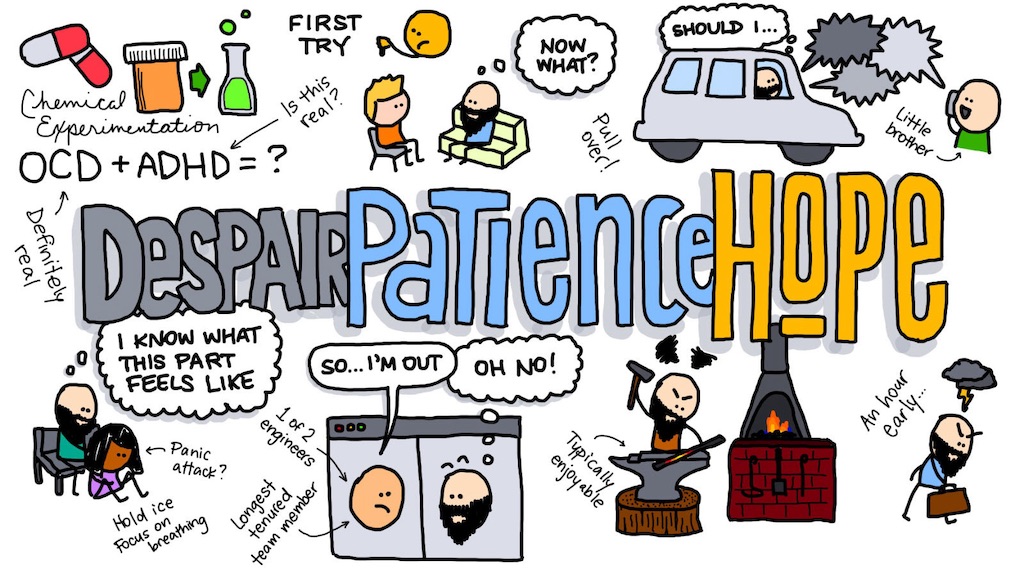 Chemical
Experimentation
OCD + ADHD = ?
Is this
real?
Definitely
real
FIRST
TRY
NOW
WHAT?
SHOULD I...
Pull
over!
Little
brother
DeSPAIR PaTIeNce HOPe
I KNOW WHAT
THIS PART
FEELS LIKE
Panic
attack?
Hold ice
Focus on
breathing
SO...I'M OUT
OH NO!
1 of 2
engineers
Longest
tenured
team member
Typically
enjoyable
An hour
early...